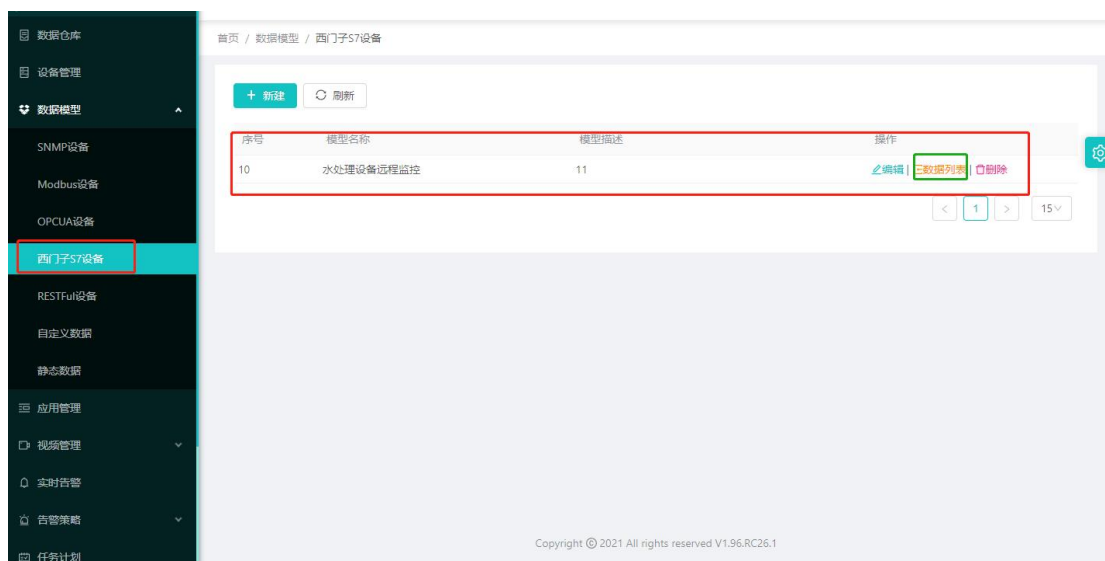 数据仓库
设备管理
数据模型
SNMP设备
Modbus设备
OPCUA设备
西门子S7设备
RESTFul设备
自定义数据
静态数据
应用管理
视频管理
实时告警
告警策略
任务计划
首页 / 数据模型 / 西门子S7设备
+ 新建 刷新
序号 模型名称 模型描述 操作
10 水处理设备远程监控 11 编辑 | 数据列表 | 删除
< 1 > 15
Copyright © 2021 All rights reserved V1.96.RC26.1